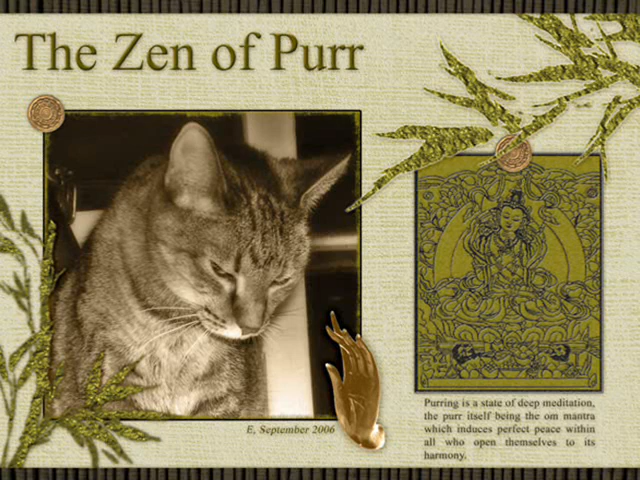 The Zen of Purr
E, September 2006
Purring is a state of deep meditation,
the purr itself being the om mantra
which induces perfect peace within
all who open themselves to its
harmony.